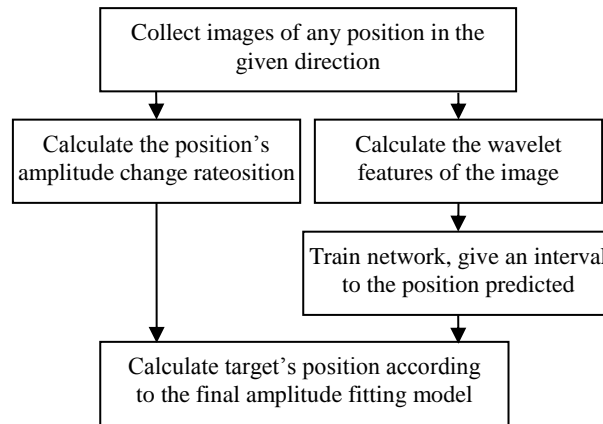 Collect images of any position in the
given direction
Calculate the position's
amplitude change rateosition
Calculate the wavelet
features of the image
Train network, give an interval
to the position predicted
Calculate target's position according
to the final amplitude fitting model